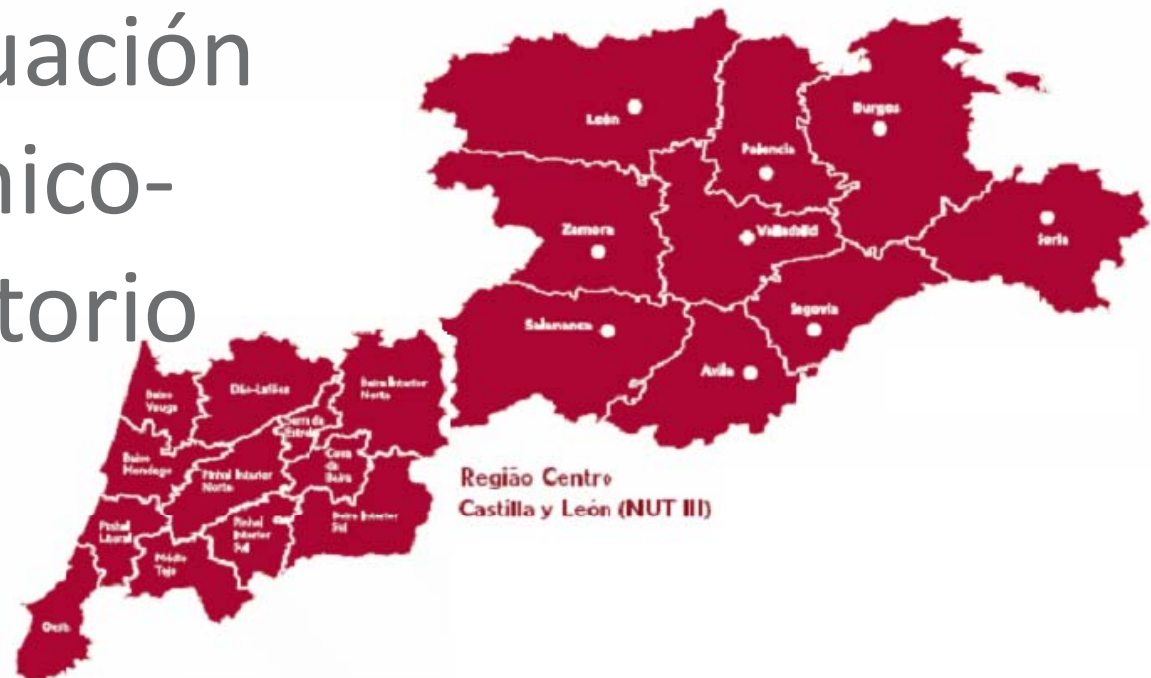 uación
nico-
torio
León
Burgos
Palencia
Zamora
Valladolid
Soria
Segovia
Salamanca
Avila
Baixo
Vouga
Dão-Lafões
Beira Interior
Norte
Serra da
Estrela
Baixo
Mondego
Pinhal Interior
Norte
Cova
da
Beira
Pinhal
Litoral
Pinhal
Interior
Sul
Beira Interior
Sul
Médio
Tejo
Oeste
Região Centro
Castilla y León (NUT III)